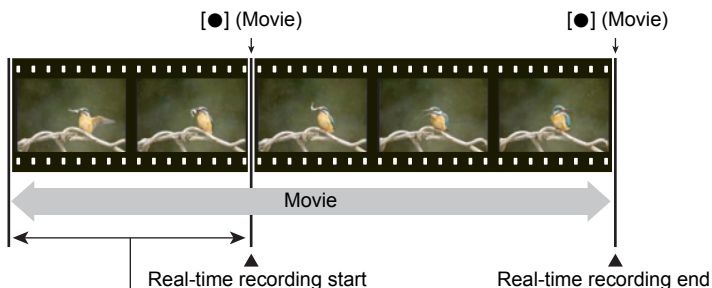 [●] (Movie) [●] (Movie)
Movie
Real-time recording start Real-time recording end